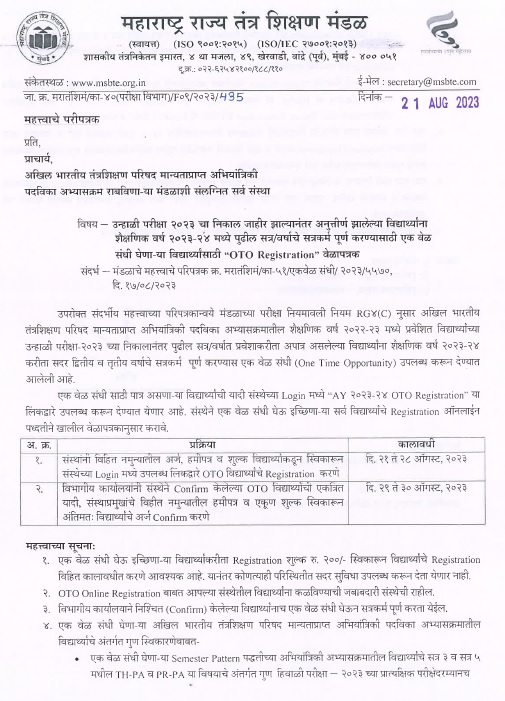 महाराष्ट्र राज्य तंत्र शिक्षण मंडळ
(स्वायत्त) (ISO ९००१:२०१५) (ISO/IEC २७००१:२०१३)
शासकीय तंत्रनिकेतन इमारत, ४ था मजला, ४९, खेरवाडी, वांद्रे (पूर्व), मुंबई - ४०० ०५१
दु.क्र.: ०२२-६२५४२१००/१८८/११०
संकेतस्थळ : www.msbte.org.in ई-मेल : secretary@msbte.com
जा. क्र. मरातंशिमं/का-४०(परीक्षा विभाग)/F०९/२०२३/435 दिनांक – 21 AUG 2023
महत्त्वाचे परीपत्रक
प्रति,
प्राचार्य,
अखिल भारतीय तंत्रशिक्षण परिषद मान्यताप्राप्त अभियांत्रिकी
पदविका अभ्यासक्रम राबविणा-या मंडळाशी संलग्नित सर्व संस्था
विषय – उन्हाळी परीक्षा २०२३ चा निकाल जाहीर झाल्यानंतर अनुत्तीर्ण झालेल्या विद्यार्थ्यांना
शैक्षणिक वर्ष २०२३-२४ मध्ये पुढील सत्र/वर्षाचे सत्रकर्म पूर्ण करण्यासाठी एक वेळ
संधी घेणा-या विद्यार्थ्यांसाठी "OTO Registration" वेळापत्रक
संदर्भ – मंडळाचे महत्त्वाचे परिपत्रक क्र. मरातंशिमं/का-५१/एकवेळ संधी/ २०२३/५५७०,
दि. १७/०८/२०२३
उपरोक्त संदर्भीय महत्त्वाच्या परिपत्रकान्वये मंडळाच्या परीक्षा नियमावली नियम RG४(C) नुसार अखिल भारतीय
तंत्रशिक्षण परिषद मान्यताप्राप्त अभियांत्रिकी पदविका अभ्यासक्रमातील शैक्षणिक वर्ष २०२२-२३ मध्ये प्रवेशित विद्यार्थ्यांच्या
उन्हाळी परीक्षा-२०२३ च्या निकालानंतर पुढील सत्र/वर्षात प्रवेशाकरीता अपात्र असलेल्या विद्यार्थ्यांना शैक्षणिक वर्ष २०२३-२४
करीता सदर द्वितीय व तृतीय वर्षाचे सत्रकर्म पूर्ण करण्यास एक वेळ संधी (One Time Opportunity) उपलब्ध करून देण्यात
आलेली आहे.
एक वेळ संधी साठी पात्र असणा-या विद्यार्थ्यांची यादी संस्थेच्या Login मध्ये "AY २०२३-२४ OTO Registration" या
लिंकद्वारे उपलब्ध करून देण्यात येणार आहे. संस्थेने एक वेळ संधी घेऊ इच्छिणा-या सर्व विद्यार्थ्यांचे Registration ऑनलाईन
पध्दतीने खालील वेळापत्रकानुसार करावे.
अ. क्र. प्रक्रिया कालावधी
१. संस्थांनी विहित नमुन्यातील अर्ज, हमीपत्र व शुल्क विद्यार्थ्यांकडून स्विकारून दि. २१ ते २८ ऑगस्ट, २०२३
संस्थेच्या Login मध्ये उपलब्ध लिंकद्वारे OTO विद्यार्थ्यांचे Registration करणे
२. विभागीय कार्यालयांनी संस्थेने Confirm केलेल्या OTO विद्यार्थ्यांची एकत्रित दि. २९ ते ३० ऑगस्ट, २०२३
यादी, संस्थाप्रमुखांचे विहीत नमुन्यातील हमीपत्र व एकूण शुल्क स्विकारून
अंतिमतः विद्यार्थ्यांचे अर्ज Confirm करणे
महत्त्वाच्या सूचना:
१. एक वेळ संधी घेऊ इच्छिणा-या विद्यार्थ्यांकरीता Registration शुल्क रु. २००/- स्विकारून विद्यार्थ्यांचे Registration
विहित कालावधीत करणे आवश्यक आहे. यानंतर कोणत्याही परिस्थितीत सदर सुविधा उपलब्ध करून देता येणार नाही.
२. OTO Online Registration बाबत आपल्या संस्थेतील विद्यार्थ्यांना कळविण्याची जबाबदारी संस्थेची राहील.
३. विभागीय कार्यालयाने निश्चित (Confirm) केलेल्या विद्यार्थ्यांनाच एक वेळ संधी घेऊन सत्रकर्म पूर्ण करता येईल.
४. एक वेळ संधी घेणा-या अखिल भारतीय तंत्रशिक्षण परिषद मान्यताप्राप्त अभियांत्रिकी पदविका अभ्यासक्रमातील
विद्यार्थ्यांचे अंतर्गत गुण स्विकारणेबाबत-
• एक वेळ संधी घेणा-या Semester Pattern पद्धतीच्या अभियांत्रिकी अभ्यासक्रमातील विद्यार्थ्यांचे सत्र ३ व सत्र ५
मधील TH-PA व PR-PA या विषयाचे अंतर्गत गुण हिवाळी परीक्षा – २०२३ च्या प्रात्यक्षिक परीक्षेदरम्यानच